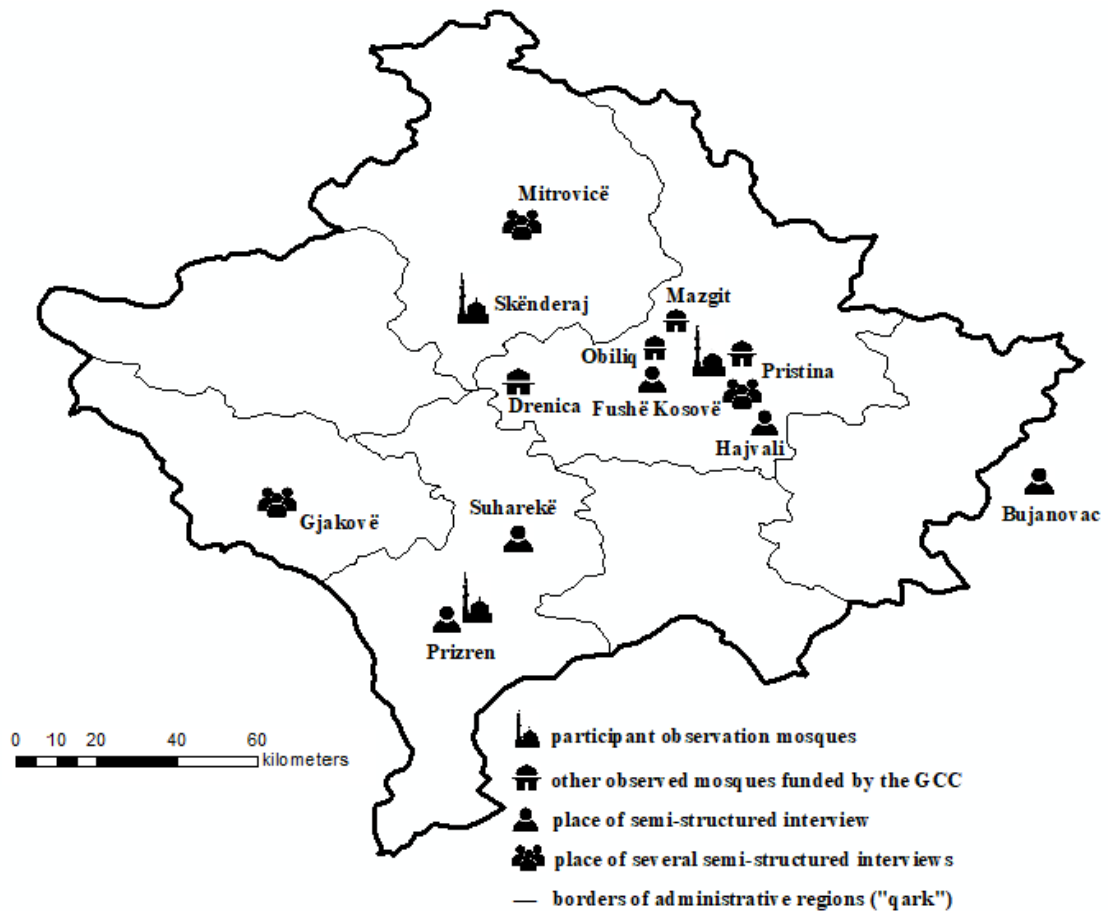 Mitrovicë
Skënderaj
Mazgit
Obiliq
Pristina
Drenica
Fushë Kosovë
Hajvali
Suharekë
Gjakovë
Bujanovac
Prizren
0 10 20 40 60
kilometers
participant observation mosques
other observed mosques funded by the GCC
place of semi-structured interview
place of several semi-structured interviews
borders of administrative regions ("qark")